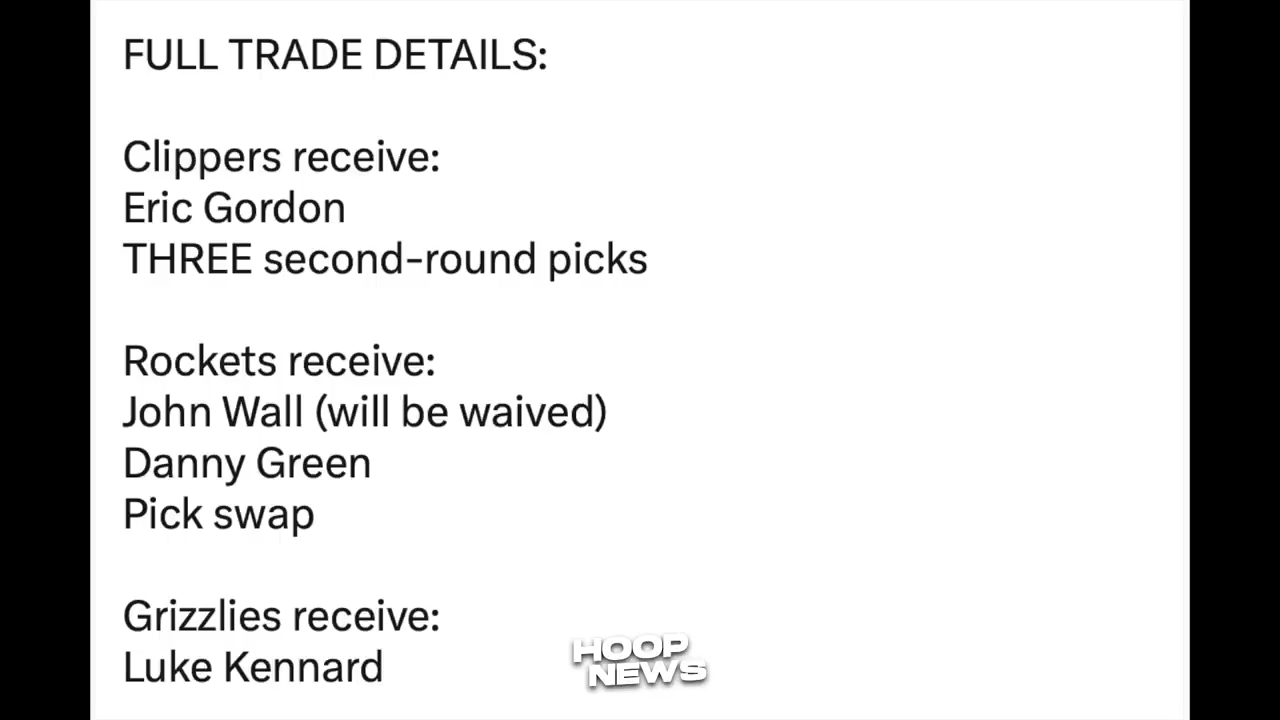 FULL TRADE DETAILS:
Clippers receive:
Eric Gordon
THREE second-round picks
Rockets receive:
John Wall (will be waived)
Danny Green
Pick swap
Grizzlies receive:
Luke Kennard
HOOP
NEWS